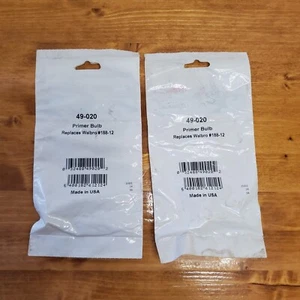 49-020
Primer Bulb
Replaces Walbro #188-12
Made in USA
49-020
Primer Bulb
Replaces Walbro #188-12
Made in USA